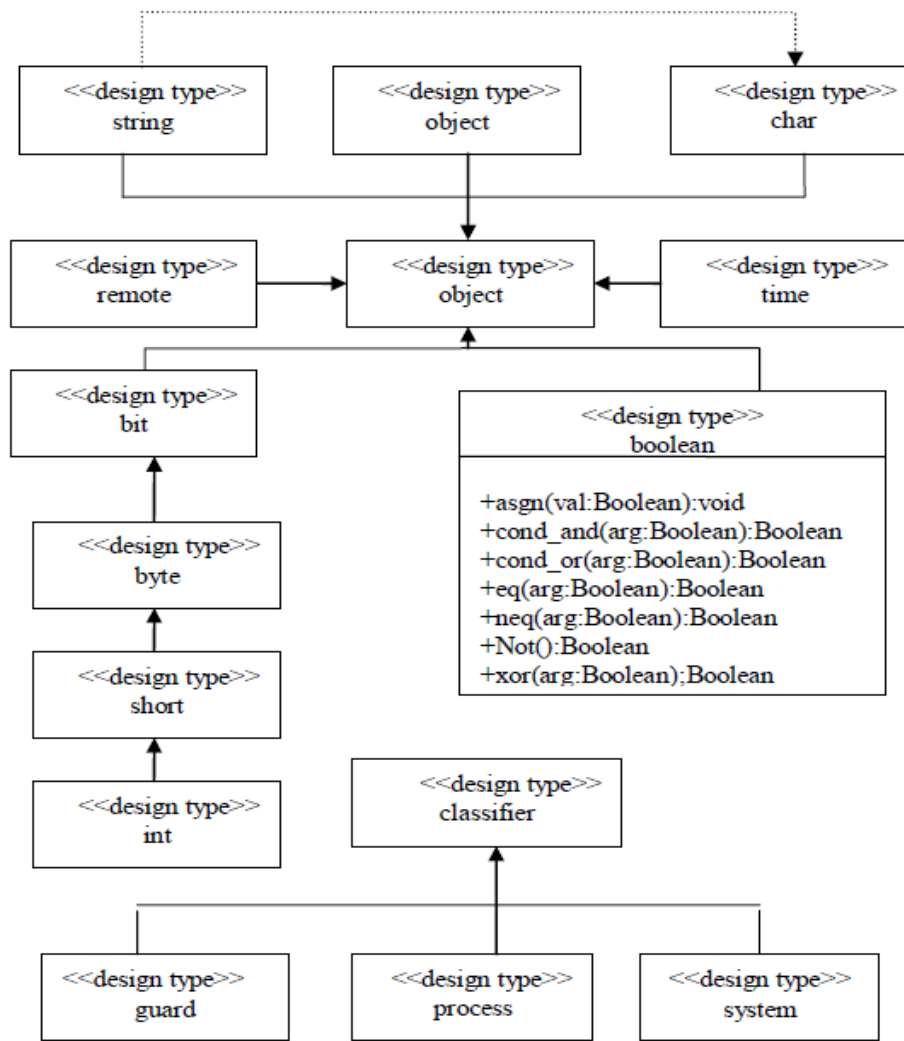 <<design type>>
string
<<design type>>
object
<<design type>>
char
<<design type>>
remote
<<design type>>
object
<<design type>>
time
<<design type>>
bit
<<design type>>
boolean
+asgn(val:Boolean):void
+cond_and(arg:Boolean):Boolean
+cond_or(arg:Boolean):Boolean
+eq(arg:Boolean):Boolean
+neq(arg:Boolean):Boolean
+Not():Boolean
+xor(arg:Boolean);Boolean
<<design type>>
byte
<<design type>>
short
<<design type>>
int
<<design type>>
classifier
<<design type>>
guard
<<design type>>
process
<<design type>>
system